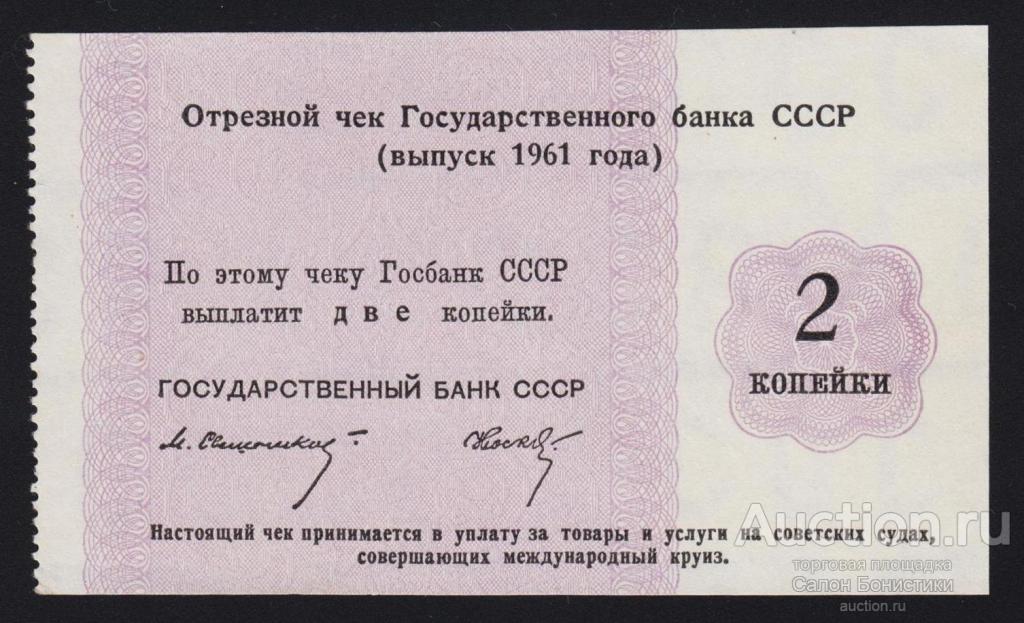 Отрезной чек Государственного банка СССР
(выпуск 1961 года)
По этому чеку Госбанк СССР
выплатит две копейки.
2
КОПЕЙКИ
ГОСУДАРСТВЕННЫЙ БАНК СССР
Настоящий чек принимается в уплату за товары и услуги на советских судах,
совершающих международный круиз.
Auction.ru
торговая площадка
Салон Бонистики
auction.ru